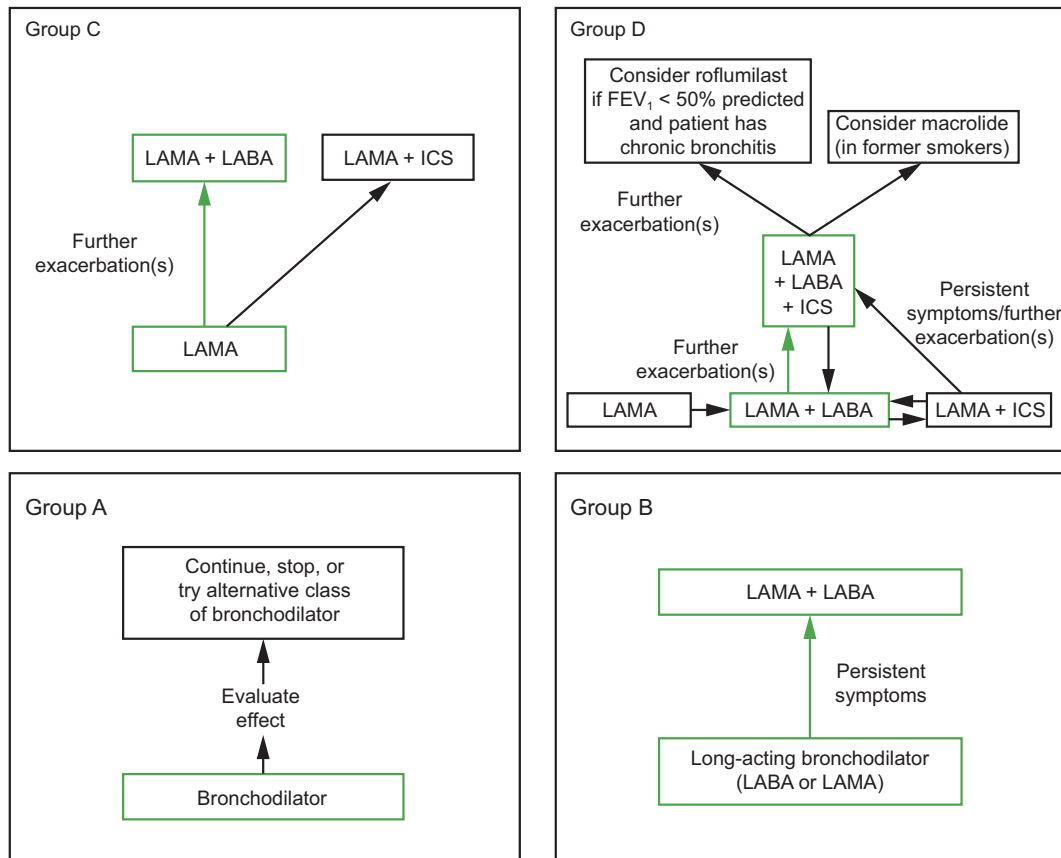 Group C
LAMA + LABA
LAMA + ICS
Further
exacerbation(s)
LAMA
Group D
Consider roflumilast
if FEV₁ < 50% predicted
and patient has
chronic bronchitis
Consider macrolide
(in former smokers)
Further
exacerbation(s)
LAMA
+ LABA
+ ICS
Persistent
symptoms/further
exacerbation(s)
Further
exacerbation(s)
LAMA
LAMA + LABA
LAMA + ICS
Group A
Continue, stop, or
try alternative class
of bronchodilator
Evaluate
effect
Bronchodilator
Group B
LAMA + LABA
Persistent
symptoms
Long-acting bronchodilator
(LABA or LAMA)